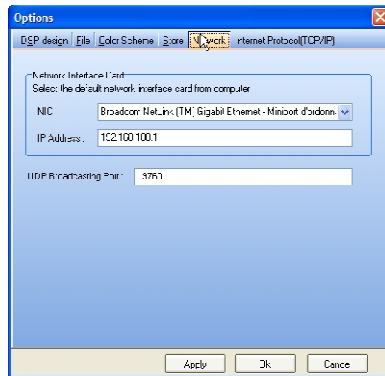 Options
DSP design File Color Scheme Store Network Internet Protocol(TCP/IP)
Network Interface Card
Select the default network interface card from computer
NIC Broadcom NetLink (TM) Gigabit Ethernet - Miniport d'ordonn
IP Address: 192.168.100.1
UDP Broadcasting Port: 3760
Apply Ok Cancel